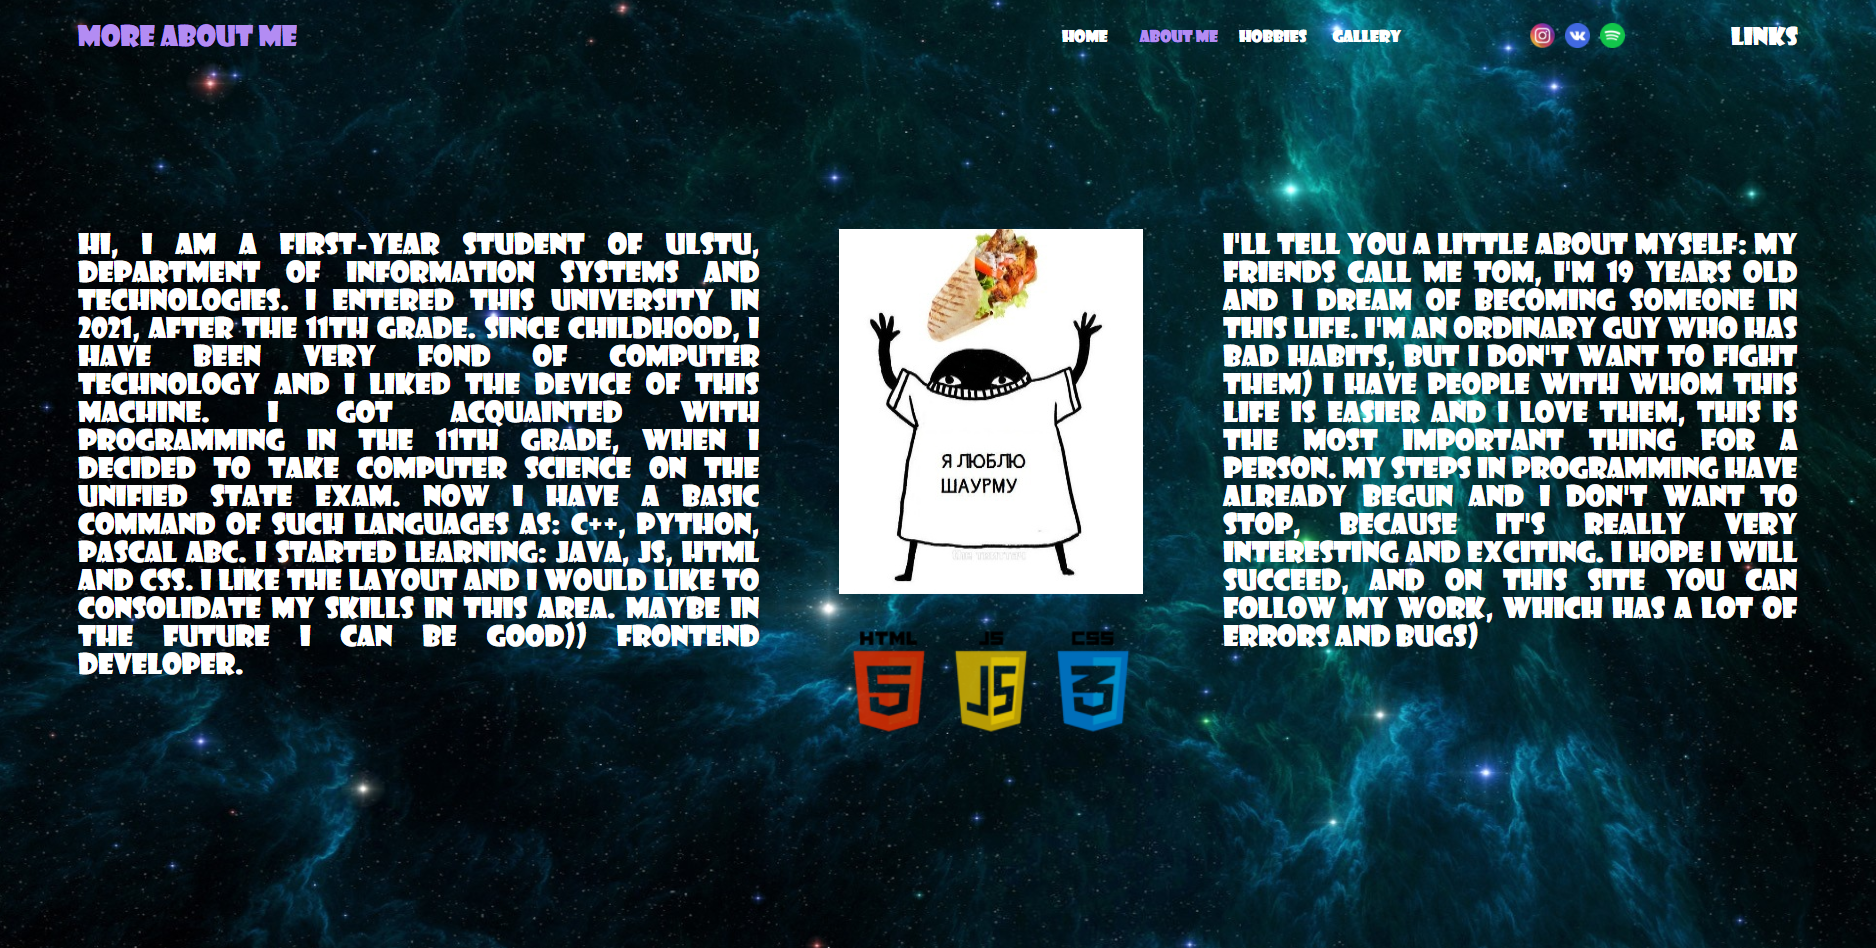 MORE ABOUT ME
HOME ABOUT ME HOBBIES GALLERY LINKS
HI, I AM A FIRST-YEAR STUDENT OF ULSTU,
DEPARTMENT OF INFORMATION SYSTEMS AND
TECHNOLOGIES. I ENTERED THIS UNIVERSITY IN
2021, AFTER THE 11TH GRADE. SINCE CHILDHOOD, I
HAVE BEEN VERY FOND OF COMPUTER
TECHNOLOGY AND I LIKED THE DEVICE OF THIS
MACHINE. I GOT ACQUAINTED WITH
PROGRAMMING IN THE 11TH GRADE, WHEN I
DECIDED TO TAKE COMPUTER SCIENCE ON THE
UNIFIED STATE EXAM. NOW I HAVE A BASIC
COMMAND OF SUCH LANGUAGES AS: C++, PYTHON,
PASCAL ABC. I STARTED LEARNING: JAVA, JS, HTML
AND CSS. I LIKE THE LAYOUT AND I WOULD LIKE TO
CONSOLIDATE MY SKILLS IN THIS AREA. MAYBE IN
THE FUTURE I CAN BE GOOD)) FRONTEND
DEVELOPER.
Я ЛЮБЛЮ
ШАУРМУ
HTML JS CSS
5 JS 3
I'LL TELL YOU A LITTLE ABOUT MYSELF: MY
FRIENDS CALL ME TOM, I'M 19 YEARS OLD
AND I DREAM OF BECOMING SOMEONE IN
THIS LIFE. I'M AN ORDINARY GUY WHO HAS
BAD HABITS, BUT I DON'T WANT TO FIGHT
THEM) I HAVE PEOPLE WITH WHOM THIS
LIFE IS EASIER AND I LOVE THEM, THIS IS
THE MOST IMPORTANT THING FOR A
PERSON. MY STEPS IN PROGRAMMING HAVE
ALREADY BEGUN AND I DON'T WANT TO
STOP, BECAUSE IT'S REALLY VERY
INTERESTING AND EXCITING. I HOPE I WILL
SUCCEED, AND ON THIS SITE YOU CAN
FOLLOW MY WORK, WHICH HAS A LOT OF
ERRORS AND BUGS)